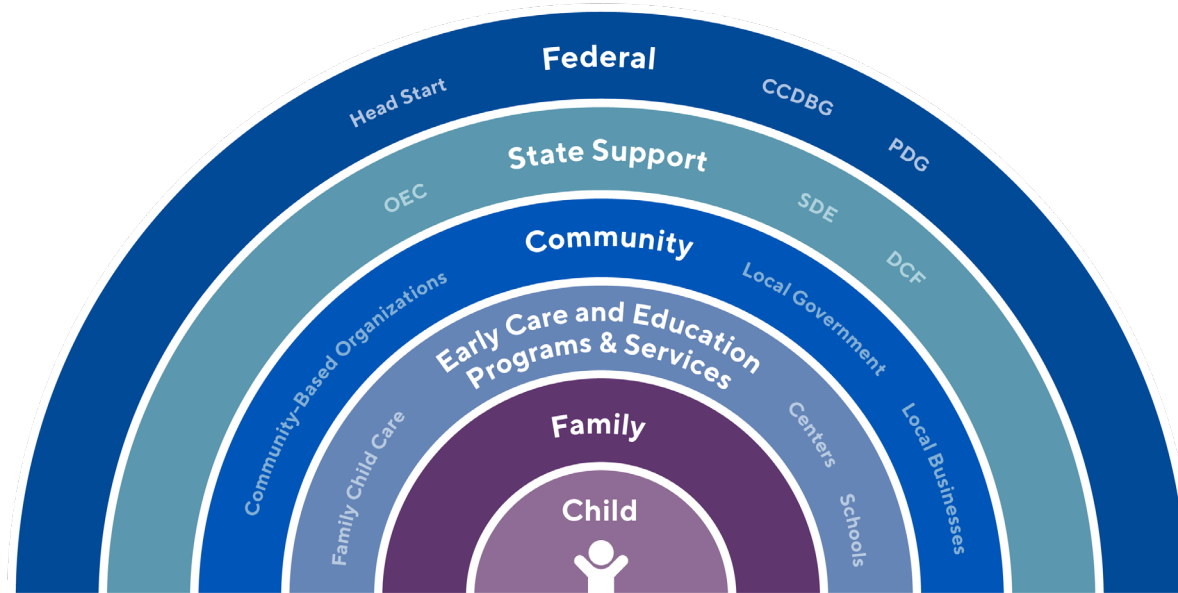 Federal
Head Start
CCDBG
PDG
State Support
OEC
SDE
DCF
Community
Community-Based Organizations
Local Government
Local Businesses
Early Care and Education
Programs & Services
Family Child Care
Centers
Schools
Family
Child